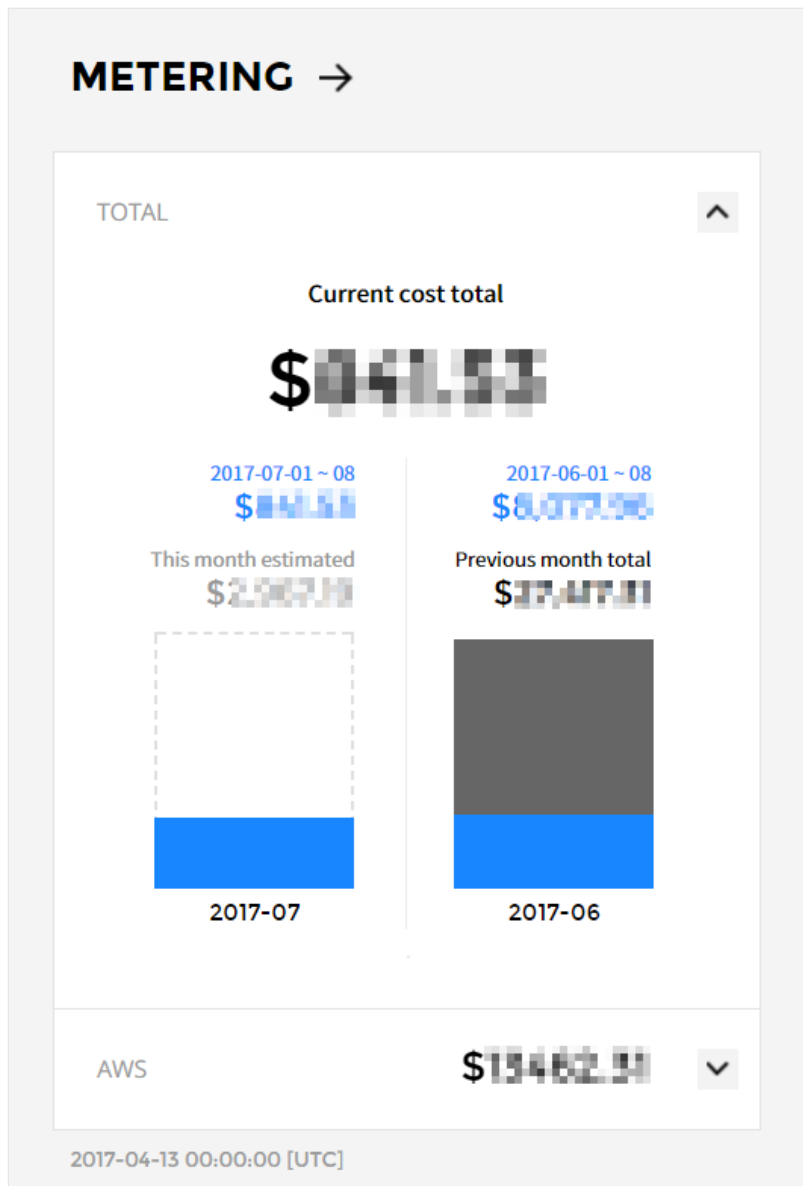 METERING →
TOTAL
Current cost total
$
2017-07-01 ~ 08
$
This month estimated
$
2017-06-01 ~ 08
$
Previous month total
$
2017-07
2017-06
AWS
$
2017-04-13 00:00:00 [UTC]